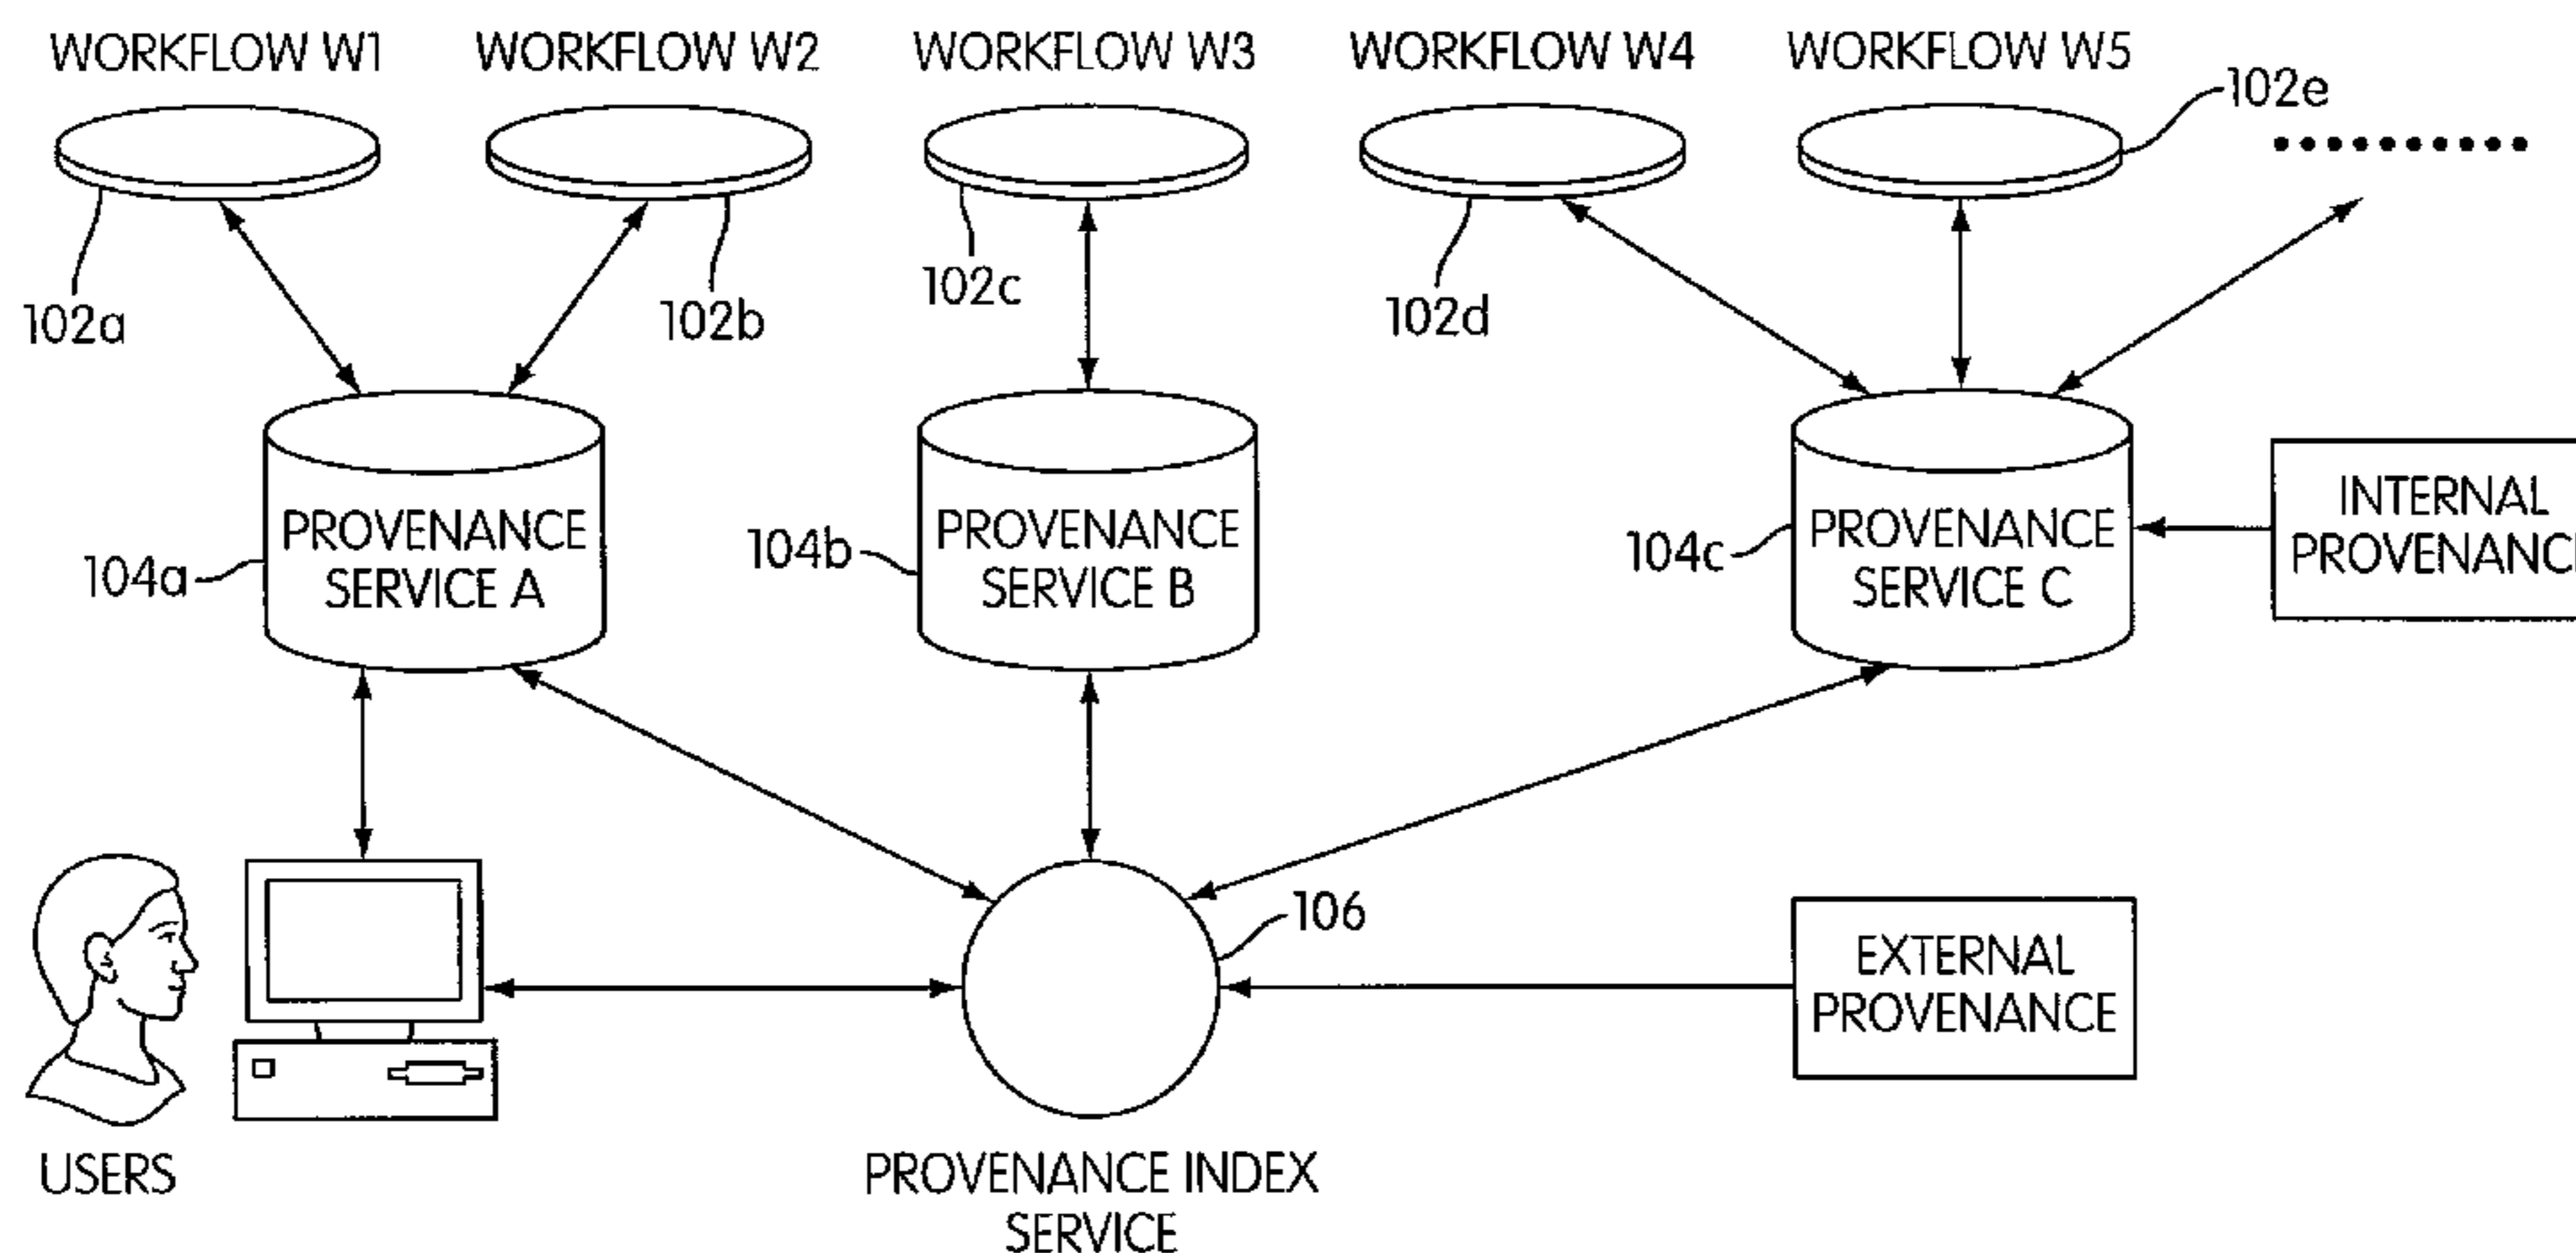 WORKFLOW W1
WORKFLOW W2
WORKFLOW W3
WORKFLOW W4
WORKFLOW W5
102e
102a
102b
102c
102d
PROVENANCE
SERVICE A
104a
PROVENANCE
SERVICE B
104b
PROVENANCE
SERVICE C
104c
INTERNAL
PROVENANC
106
EXTERNAL
PROVENANCE
USERS
PROVENANCE INDEX
SERVICE